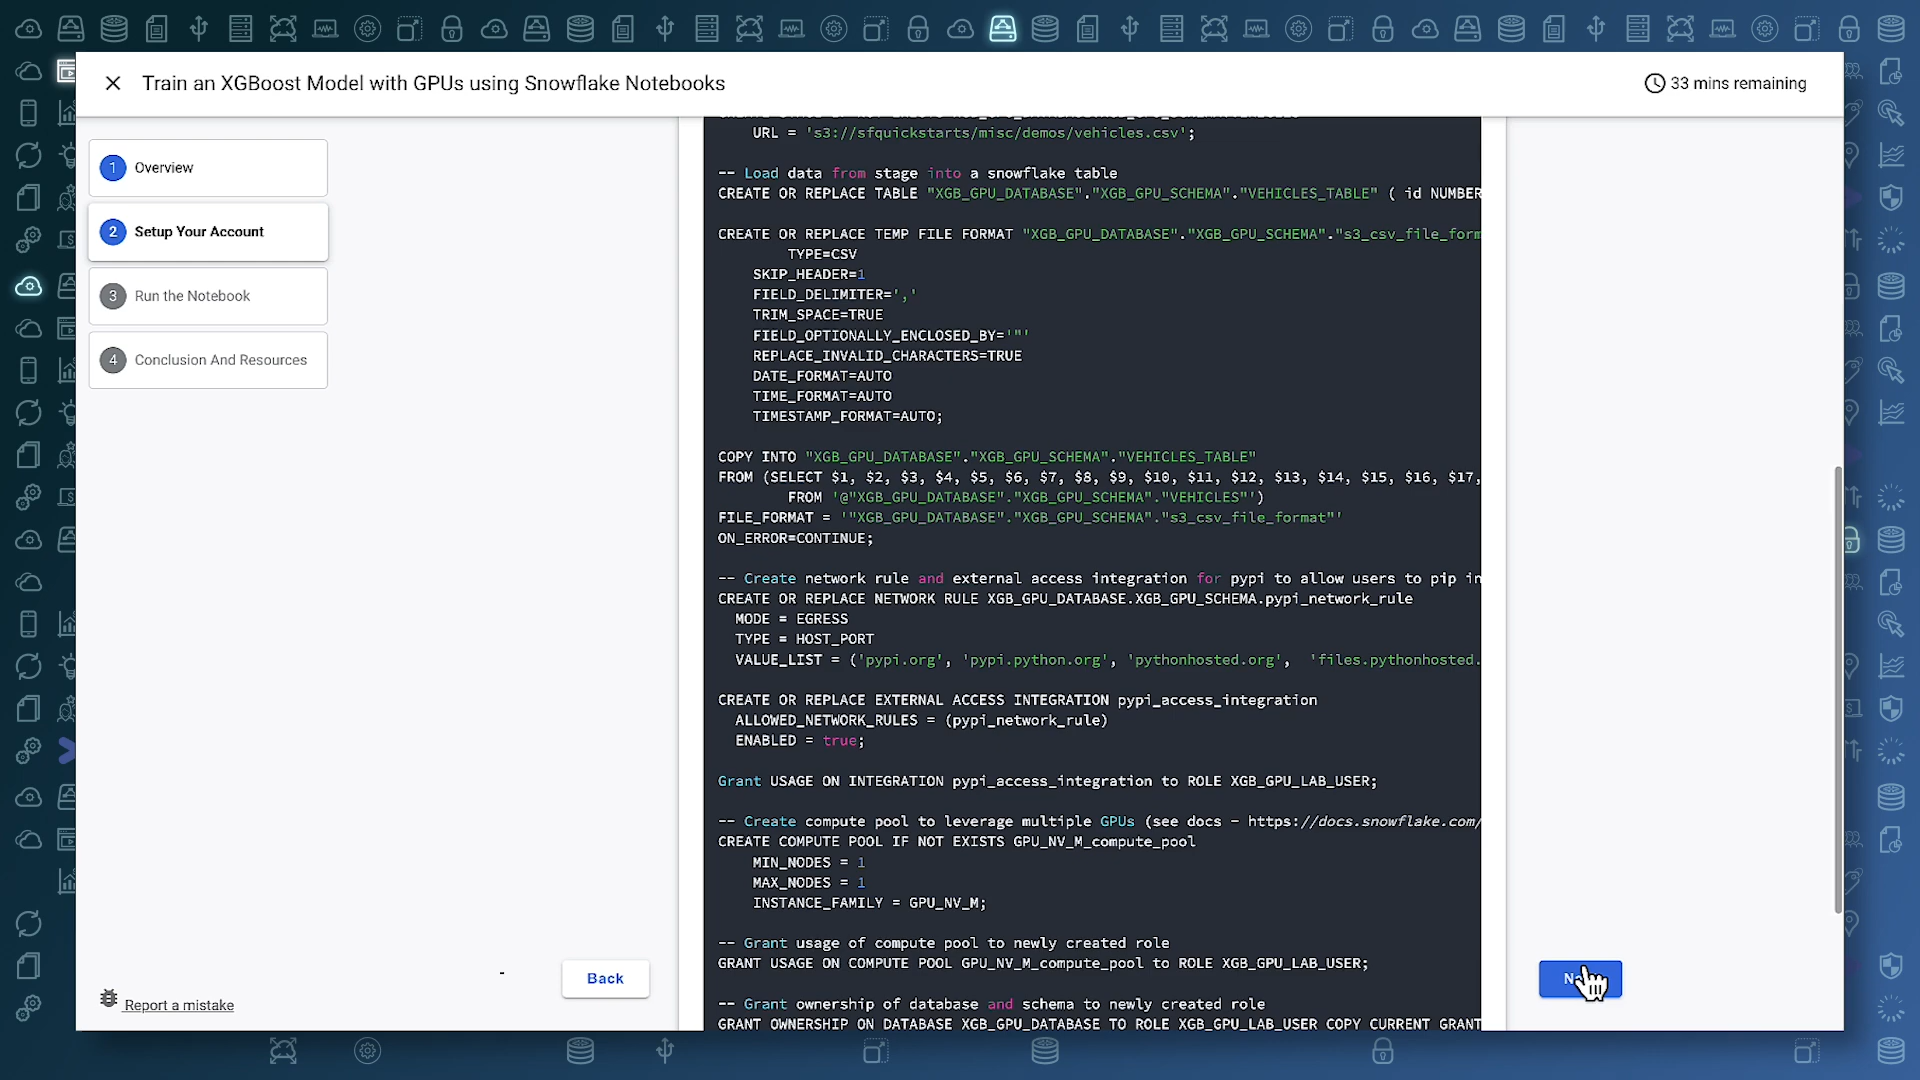 Train an XGBoost Model with GPUs using Snowflake Notebooks
33 mins remaining
1 Overview
2 Setup Your Account
3 Run the Notebook
4 Conclusion And Resources
URL = 's3://sfquickstarts/misc/demos/vehicles.csv';
-- Load data from stage into a snowflake table
CREATE OR REPLACE TABLE "XGB_GPU_DATABASE"."XGB_GPU_SCHEMA"."VEHICLES_TABLE" ( id NUMBER
CREATE OR REPLACE TEMP FILE FORMAT "XGB_GPU_DATABASE"."XGB_GPU_SCHEMA"."s3_csv_file_form
TYPE=CSV
SKIP_HEADER=1
FIELD_DELIMITER=','
TRIM_SPACE=TRUE
FIELD_OPTIONALLY_ENCLOSED_BY='"'
REPLACE_INVALID_CHARACTERS=TRUE
DATE_FORMAT=AUTO
TIME_FORMAT=AUTO
TIMESTAMP_FORMAT=AUTO;
COPY INTO "XGB_GPU_DATABASE"."XGB_GPU_SCHEMA"."VEHICLES_TABLE"
FROM (SELECT $1, $2, $3, $4, $5, $6, $7, $8, $9, $10, $11, $12, $13, $14, $15, $16, $17,
FROM '@"XGB_GPU_DATABASE"."XGB_GPU_SCHEMA"."VEHICLES"')
FILE_FORMAT = '"XGB_GPU_DATABASE"."XGB_GPU_SCHEMA"."s3_csv_file_format"'
ON_ERROR=CONTINUE;
-- Create network rule and external access integration for pypi to allow users to pip in
CREATE OR REPLACE NETWORK RULE XGB_GPU_DATABASE.XGB_GPU_SCHEMA.pypi_network_rule
MODE = EGRESS
TYPE = HOST_PORT
VALUE_LIST = ('pypi.org', 'pypi.python.org', 'pythonhosted.org',  'files.pythonhosted.
CREATE OR REPLACE EXTERNAL ACCESS INTEGRATION pypi_access_integration
ALLOWED_NETWORK_RULES = (pypi_network_rule)
ENABLED = true;
Grant USAGE ON INTEGRATION pypi_access_integration to ROLE XGB_GPU_LAB_USER;
-- Create compute pool to leverage multiple GPUs (see docs - https://docs.snowflake.com/
CREATE COMPUTE POOL IF NOT EXISTS GPU_NV_M_compute_pool
MIN_NODES = 1
MAX_NODES = 1
INSTANCE_FAMILY = GPU_NV_M;
-- Grant usage of compute pool to newly created role
GRANT USAGE ON COMPUTE POOL GPU_NV_M_compute_pool to ROLE XGB_GPU_LAB_USER;
-- Grant ownership of database and schema to newly created role
GRANT OWNERSHIP ON DATABASE XGB_GPU_DATABASE TO ROLE XGB_GPU_LAB_USER COPY CURRENT GRANT
Back
Report a mistake